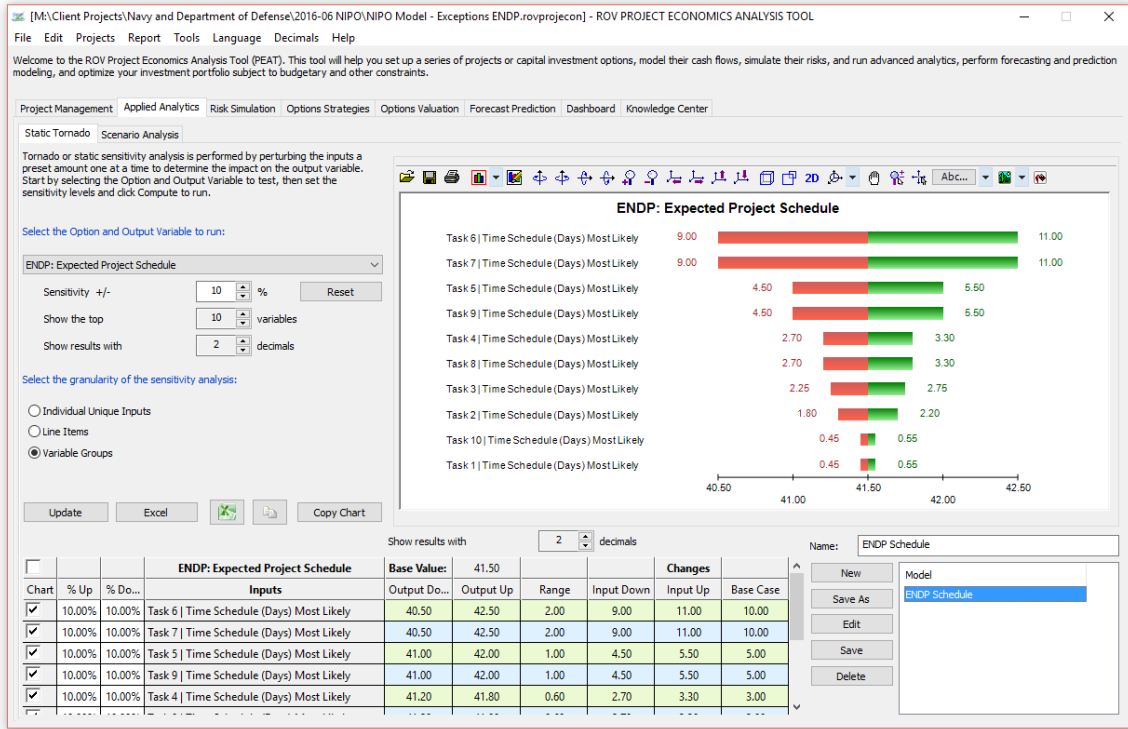 [M:\Client Projects\Navy and Department of Defense\2016-06 NIPO\NIPO Model - Exceptions ENDP.rovprojecon] - ROV PROJECT ECONOMICS ANALYSIS TOOL
File Edit Projects Report Tools Language Decimals Help
Welcome to the ROV Project Economics Analysis Tool (PEAT). This tool will help you set up a series of projects or capital investment options, model their cash flows, simulate their risks, and run advanced analytics, perform forecasting and prediction
modeling, and optimize your investment portfolio subject to budgetary and other constraints.
Project Management Applied Analytics Risk Simulation Options Strategies Options Valuation Forecast Prediction Dashboard Knowledge Center
Static Tornado Scenario Analysis
Tornado or static sensitivity analysis is performed by perturbing the inputs a
preset amount one at a time to determine the impact on the output variable.
Start by selecting the Option and Output Variable to test, then set the
sensitivity levels and click Compute to run.
Select the Option and Output Variable to run:
ENDP: Expected Project Schedule
Sensitivity +/- 10 % Reset
Show the top 10 variables
Show results with 2 decimals
Select the granularity of the sensitivity analysis:
Individual Unique Inputs
Line Items
Variable Groups
Update Excel Copy Chart
2D Abc...
ENDP: Expected Project Schedule
Task 6 | Time Schedule (Days) Most Likely 9.00 11.00
Task 7 | Time Schedule (Days) Most Likely 9.00 11.00
Task 5 | Time Schedule (Days) Most Likely 4.50 5.50
Task 9 | Time Schedule (Days) Most Likely 4.50 5.50
Task 4 | Time Schedule (Days) Most Likely 2.70 3.30
Task 8 | Time Schedule (Days) Most Likely 2.70 3.30
Task 3 | Time Schedule (Days) Most Likely 2.25 2.75
Task 2 | Time Schedule (Days) Most Likely 1.80 2.20
Task 10 | Time Schedule (Days) Most Likely 0.45 0.55
Task 1 | Time Schedule (Days) Most Likely 0.45 0.55
40.50 41.00 41.50 42.00 42.50
Show results with 2 decimals
ENDP: Expected Project Schedule Base Value: 41.50 Changes
Chart % Up % Do... Inputs Output Do... Output Up Range Input Down Input Up Base Case
10.00% 10.00% Task 6 | Time Schedule (Days) Most Likely 40.50 42.50 2.00 9.00 11.00 10.00
10.00% 10.00% Task 7 | Time Schedule (Days) Most Likely 40.50 42.50 2.00 9.00 11.00 10.00
10.00% 10.00% Task 5 | Time Schedule (Days) Most Likely 41.00 42.00 1.00 4.50 5.50 5.00
10.00% 10.00% Task 9 | Time Schedule (Days) Most Likely 41.00 42.00 1.00 4.50 5.50 5.00
10.00% 10.00% Task 4 | Time Schedule (Days) Most Likely 41.20 41.80 0.60 2.70 3.30 3.00
Name: ENDP Schedule
New
Save As
Edit
Save
Delete
Model
ENDP Schedule